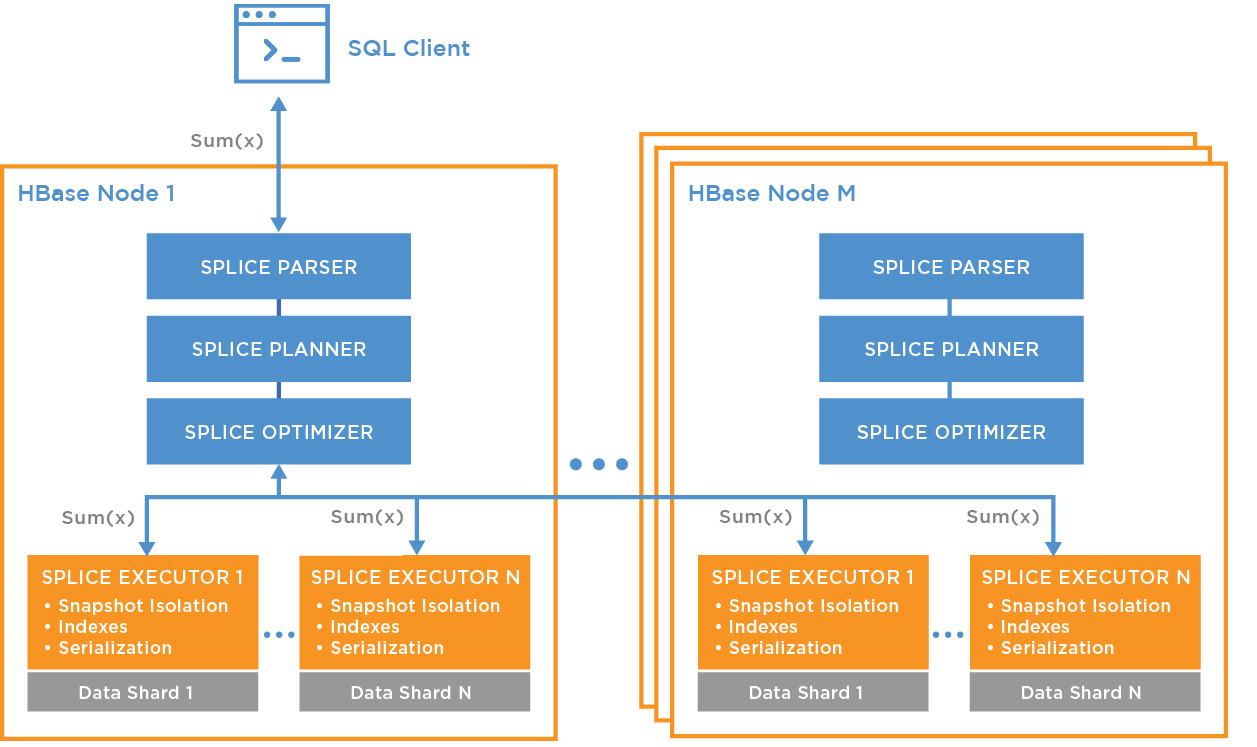 SQL Client
Sum(x)
HBase Node 1
SPLICE PARSER
SPLICE PLANNER
SPLICE OPTIMIZER
Sum(x)
Sum(x)
SPLICE EXECUTOR 1
• Snapshot Isolation
• Indexes
• Serialization
Data Shard 1
SPLICE EXECUTOR N
• Snapshot Isolation
• Indexes
• Serialization
Data Shard N
HBase Node M
SPLICE PARSER
SPLICE PLANNER
SPLICE OPTIMIZER
Sum(x)
Sum(x)
SPLICE EXECUTOR 1
• Snapshot Isolation
• Indexes
• Serialization
Data Shard 1
SPLICE EXECUTOR N
• Snapshot Isolation
• Indexes
• Serialization
Data Shard N